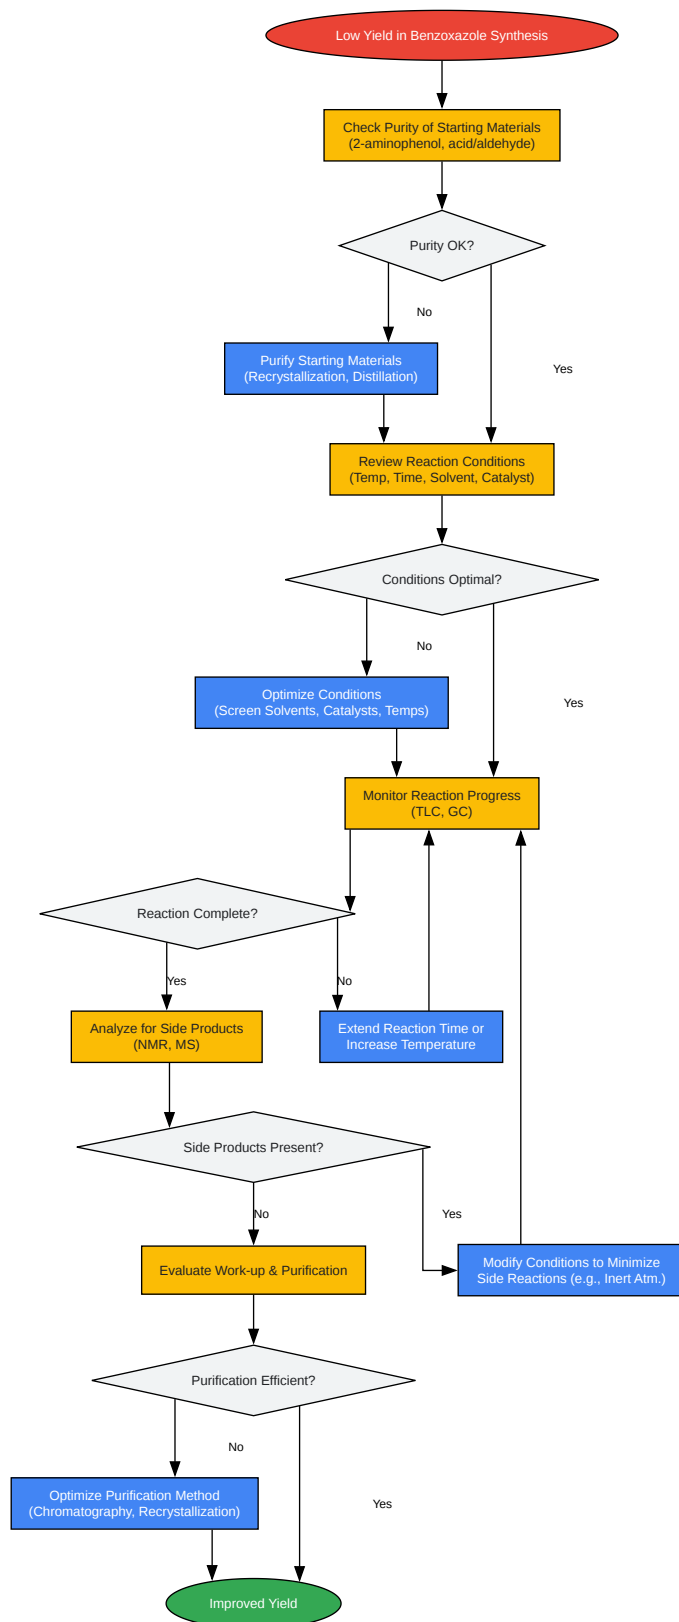 Low Yield in Benzoxazole Synthesis
Check Purity of Starting Materials
(2-aminophenol, acid/aldehyde)
Purity OK?
No
Yes
Purify Starting Materials
(Recrystallization, Distillation)
Review Reaction Conditions
(Temp, Time, Solvent, Catalyst)
Conditions Optimal?
No
Yes
Optimize Conditions
(Screen Solvents, Catalysts, Temps)
Monitor Reaction Progress
(TLC, GC)
Reaction Complete?
Yes
No
Analyze for Side Products
(NMR, MS)
Extend Reaction Time or
Increase Temperature
Side Products Present?
No
Yes
Evaluate Work-up & Purification
Modify Conditions to Minimize
Side Reactions (e.g., Inert Atm.)
Purification Efficient?
No
Yes
Optimize Purification Method
(Chromatography, Recrystallization)
Improved Yield